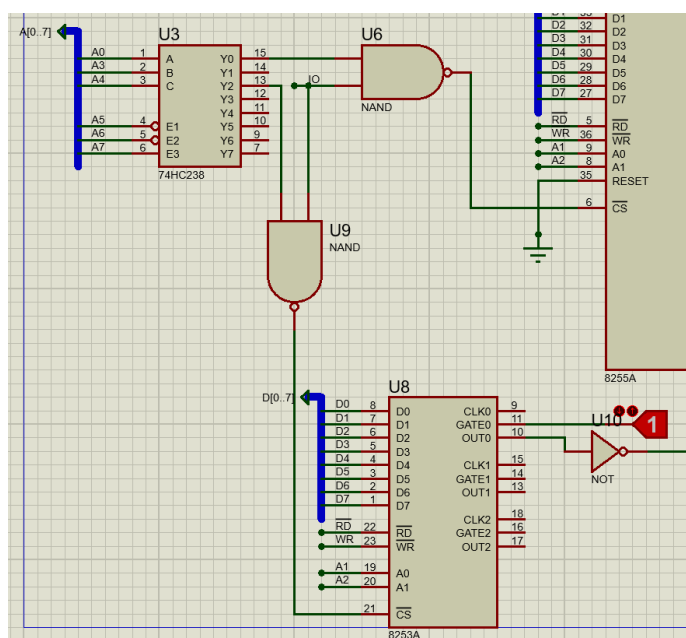 A[0..7]
U3
A0 1 A Y0 15
A3 2 B Y1 14
A4 3 C Y2 13
Y3 12
Y4 11
A5 4 E1 Y5 10
A6 5 E2 Y6 9
A7 6 E3 Y7 7
74HC238
IO
U6
NAND
U9
NAND
D1 33 D1
D2 32 D2
D3 31 D3
D4 30 D4
D5 29 D5
D6 28 D6
D7 27 D7
RD 5 RD
WR 36 WR
A1 9 A0
A2 8 A1
35 RESET
6 CS
8255A
D[0..7]
U8
D0 8 D0 CLK0 9
D1 7 D1 GATE0 11
D2 6 D2 OUT0 10
D3 5 D3
D4 4 D4 CLK1 15
D5 3 D5 GATE1 14
D6 2 D6 OUT1 13
D7 1 D7
CLK2 18
RD 22 RD GATE2 16
WR 23 WR OUT2 17
A1 19 A0
A2 20 A1
21 CS
8253A
U10
1
NOT